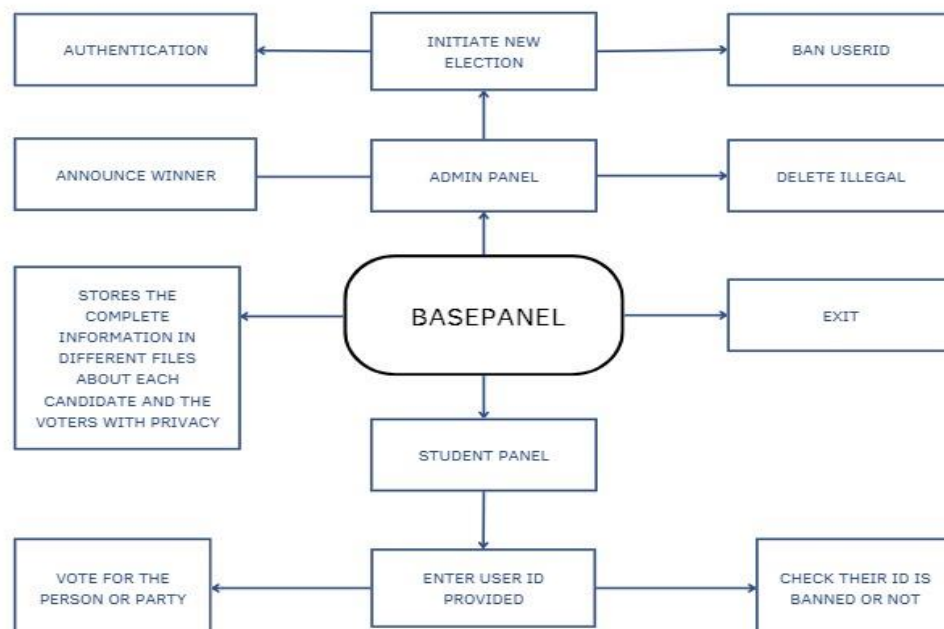 AUTHENTICATION
INITIATE NEW
ELECTION
BAN USERID
ANNOUNCE WINNER
ADMIN PANEL
DELETE ILLEGAL
STORES THE
COMPLETE
INFORMATION IN
DIFFERENT FILES
ABOUT EACH
CANDIDATE AND THE
VOTERS WITH PRIVACY
BASEPANEL
EXIT
STUDENT PANEL
VOTE FOR THE
PERSON OR PARTY
ENTER USER ID
PROVIDED
CHECK THEIR ID IS
BANNED OR NOT